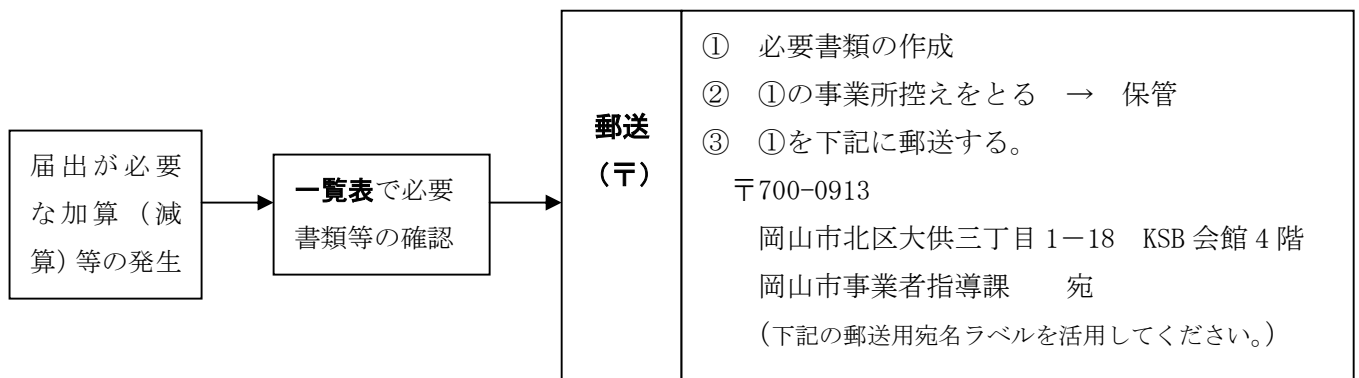 届出が必要
な加算（減
算）等の発生
一覧表で必要
書類等の確認
郵送
（〒）
①　必要書類の作成
②　①の事業所控えをとる　→　保管
③　①を下記に郵送する。
〒700-0913
岡山市北区大供三丁目 1－18　KSB 会館 4 階
岡山市事業者指導課　　宛
（下記の郵送用宛名ラベルを活用してください。）